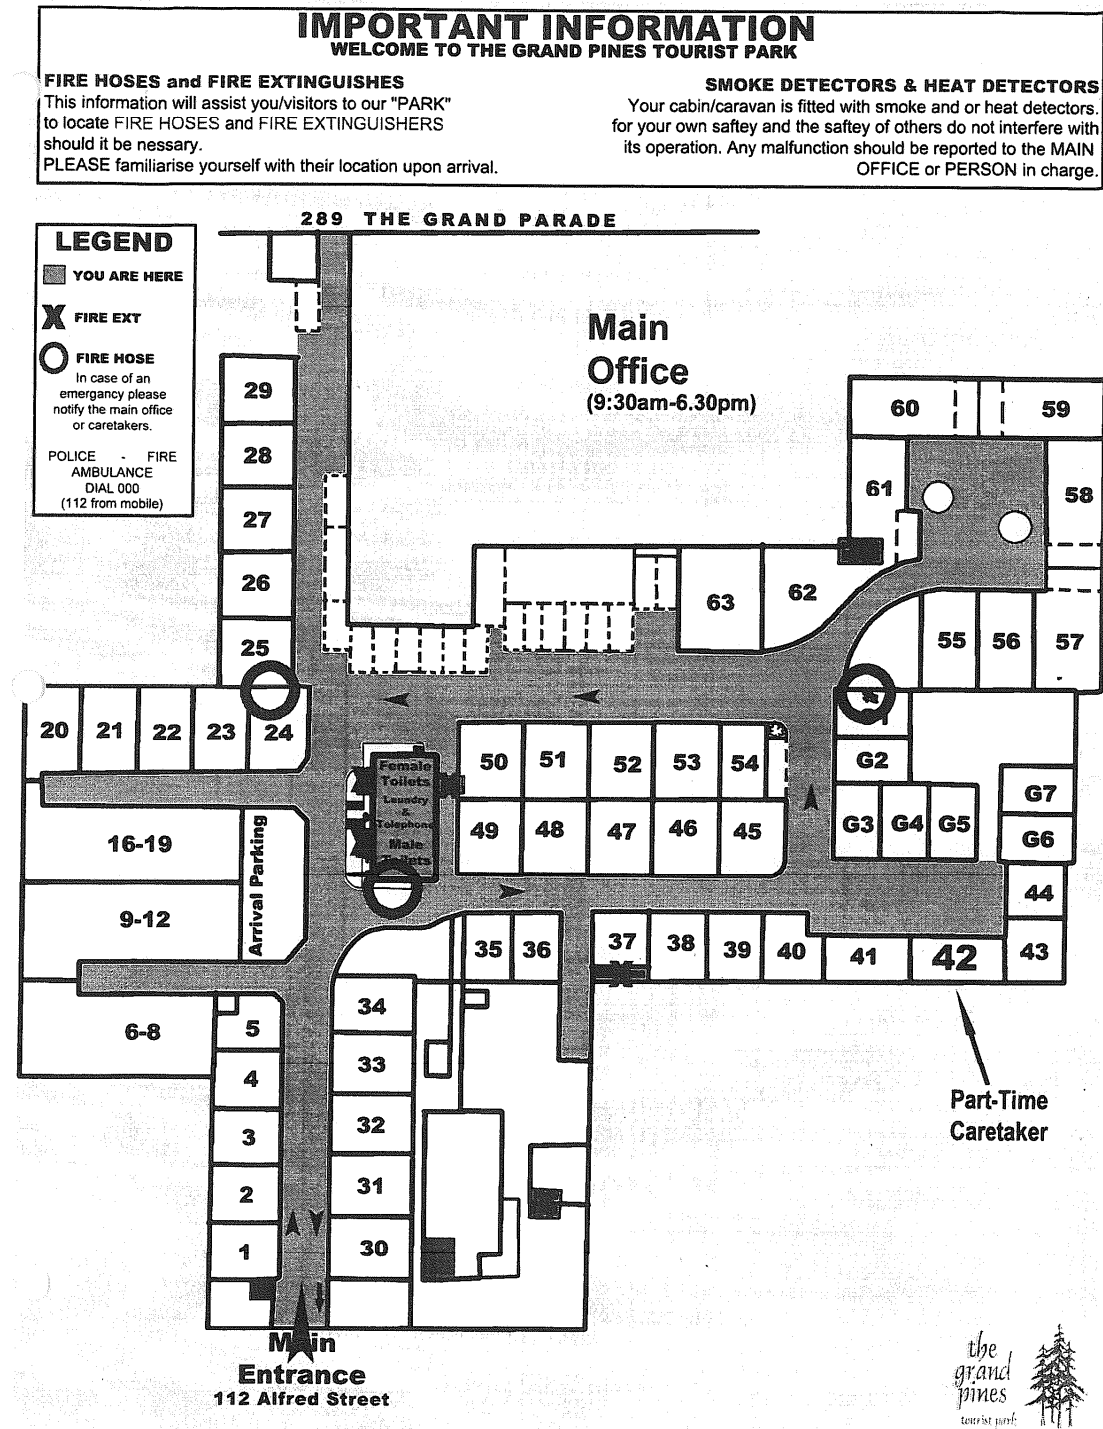 IMPORTANT INFORMATION
WELCOME TO THE GRAND PINES TOURIST PARK
FIRE HOSES and FIRE EXTINGUISHES
This information will assist you/visitors to our "PARK"
to locate FIRE HOSES and FIRE EXTINGUISHERS
should it be nessary.
PLEASE familiarise yourself with their location upon arrival.
SMOKE DETECTORS & HEAT DETECTORS
Your cabin/caravan is fitted with smoke and or heat detectors.
for your own saftey and the saftey of others do not interfere with
its operation. Any malfunction should be reported to the MAIN
OFFICE or PERSON in charge.
289 THE GRAND PARADE
LEGEND
YOU ARE HERE
FIRE EXT
FIRE HOSE
In case of an
emergancy please
notify the main office
or caretakers.
POLICE - FIRE
AMBULANCE
DIAL 000
(112 from mobile)
Main
Office
(9:30am-6.30pm)
29
28
27
26
25
60
59
61
58
62
63
55
56
57
20
21
22
23
24
50
51
52
53
54
G2
Female
Toilets
Laundry
&
Telephone
Male
Toilets
49
48
47
46
45
G3
G4
G5
G7
G6
16-19
9-12
Arrival Parking
44
35
36
37
38
39
40
41
42
43
6-8
5
4
3
2
1
34
33
32
31
30
Part-Time
Caretaker
Main
Entrance
112 Alfred Street
the
grand
pines
tourist park